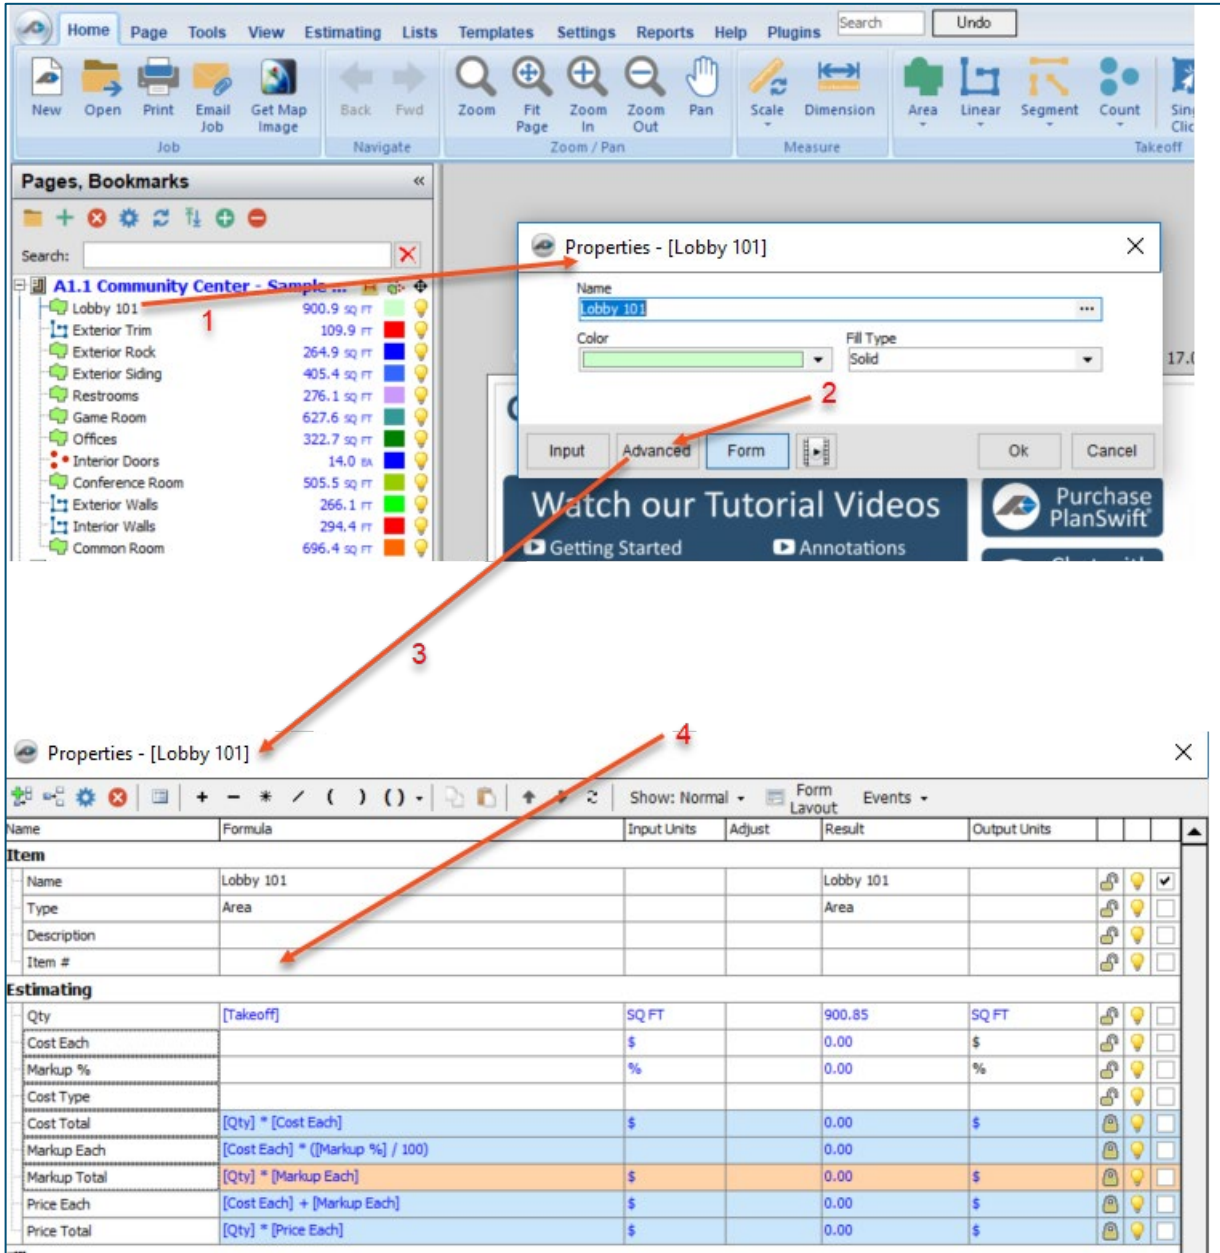 Home Page Tools View Estimating Lists Templates Settings Reports Help Plugins Search Undo
New Open Print Email Job Get Map Image Back Fwd Zoom Fit Page Zoom In Zoom Out Pan Scale Dimension Area Linear Segment Count
Job Navigate Zoom / Pan Measure Takeoff
Pages, Bookmarks «
Search:
A1.1 Community Center - Sample ...
Lobby 101 900.9 SQ FT
1
Exterior Trim 109.9 FT
Exterior Rock 264.9 SQ FT
Exterior Siding 405.4 SQ FT
Restrooms 276.1 SQ FT
Game Room 627.6 SQ FT
Offices 322.7 SQ FT
Interior Doors 14.0 EA
Conference Room 505.5 SQ FT
Exterior Walls 266.1 FT
Interior Walls 294.4 FT
Common Room 696.4 SQ FT
Properties - [Lobby 101]
Name
Lobby 101 ...
Color Fill Type
Solid
17.0
2
Input Advanced Form Ok Cancel
Watch our Tutorial Videos
Getting Started Annotations
Purchase
PlanSwift
3
4
Properties - [Lobby 101]
+ - * / ( ) ( ) Show: Normal Form Layout Events
Name Formula Input Units Adjust Result Output Units
Item
Name Lobby 101 Lobby 101
Type Area Area
Description
Item #
Estimating
Qty [Takeoff] SQ FT 900.85 SQ FT
Cost Each $ 0.00 $
Markup % % 0.00 %
Cost Type
Cost Total [Qty] * [Cost Each] $ 0.00 $
Markup Each [Cost Each] * ([Markup %] / 100) 0.00
Markup Total [Qty] * [Markup Each] $ 0.00 $
Price Each [Cost Each] + [Markup Each] $ 0.00 $
Price Total [Qty] * [Price Each] $ 0.00 $